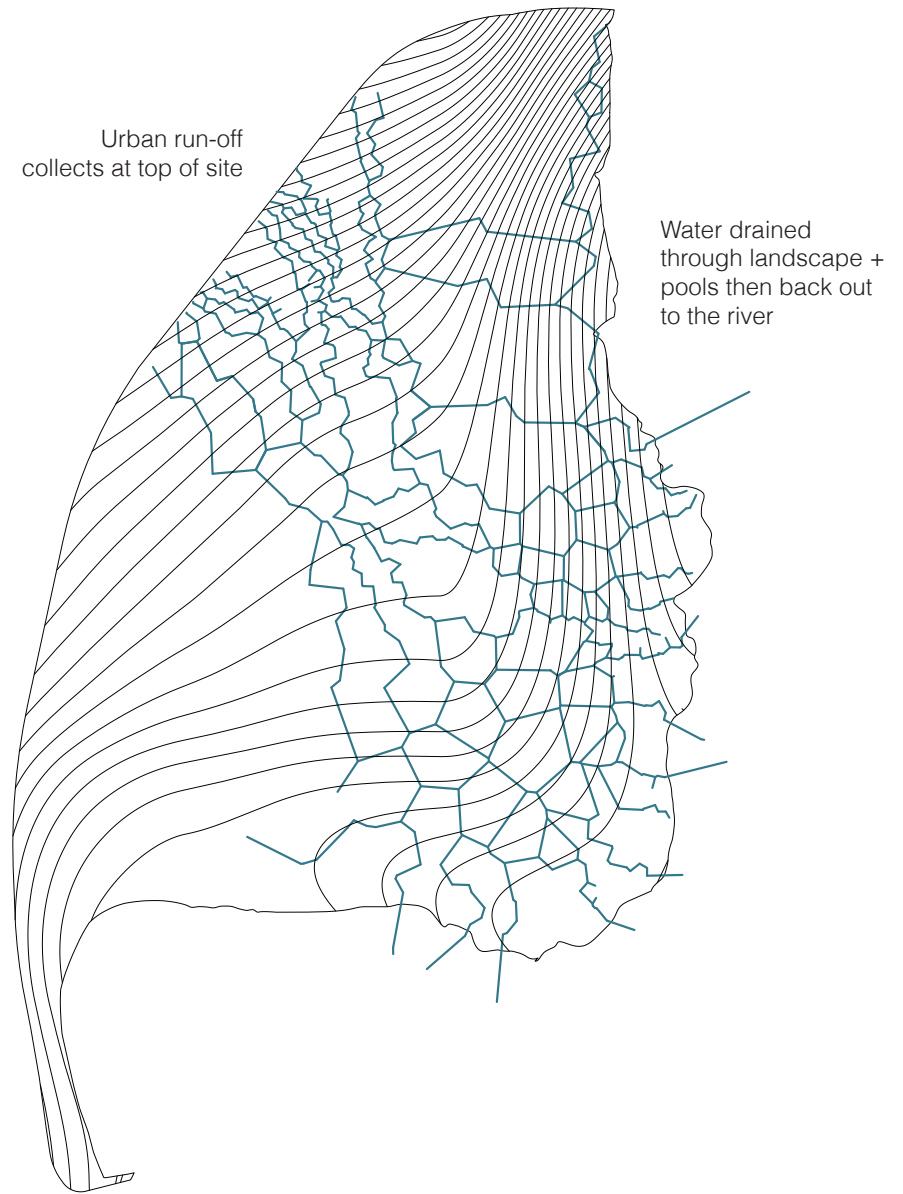 Urban run-off
collects at top of site
Water drained
through landscape +
pools then back out
to the river